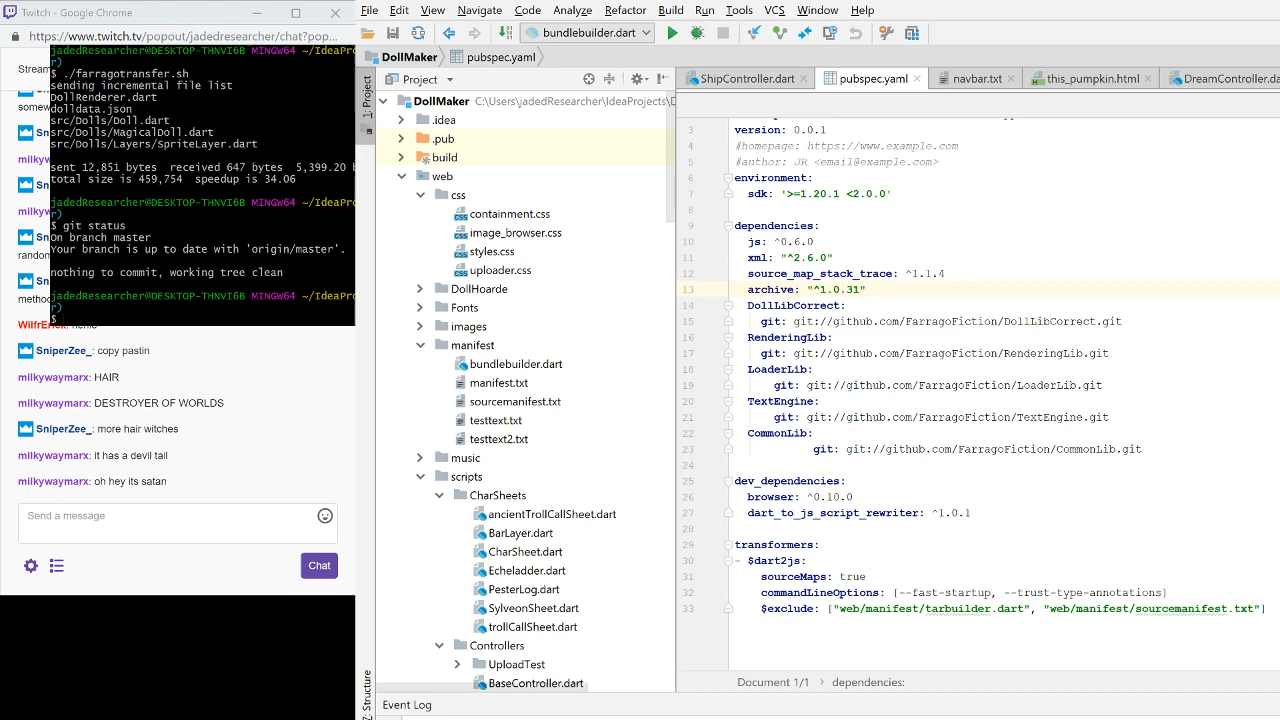 Twitch - Google Chrome
https://www.twitch.tv/popout/jadedresearcher/chat?pop...
Stream
somew
Sn
milky
Sn
milky
Sn
random
Sn
metho
WilfrErick: henlo
SniperZee_: copy pastin
milkywaymarx: HAIR
milkywaymarx: DESTROYER OF WORLDS
SniperZee_: more hair witches
milkywaymarx: it has a devil tail
milkywaymarx: oh hey its satan
Send a message
Chat
jadedResearcher@DESKTOP-THNVI6B MINGW64 ~/IdeaPro
r)
$ ./farragotransfer.sh
sending incremental file list
DollRenderer.dart
dolldata.json
src/Dolls/Doll.dart
src/Dolls/MagicalDoll.dart
src/Dolls/Layers/SpriteLayer.dart
sent 12,851 bytes  received 647 bytes  5,399.20 b
total size is 459,754  speedup is 34.06
jadedResearcher@DESKTOP-THNVI6B MINGW64 ~/IdeaPro
r)
$ git status
On branch master
Your branch is up to date with 'origin/master'.
nothing to commit, working tree clean
jadedResearcher@DESKTOP-THNVI6B MINGW64 ~/IdeaPro
r)
$
File Edit View Navigate Code Analyze Refactor Build Run Tools VCS Window Help
bundlebuilder.dart
DollMaker pubspec.yaml
1: Project
Z: Structure
Project
DollMaker C:\Users\jadedResearcher\IdeaProjects\D
.idea
.pub
build
web
css
containment.css
image_browser.css
styles.css
uploader.css
DollHoarde
Fonts
images
manifest
bundlebuilder.dart
manifest.txt
sourcemanifest.txt
testtext.txt
testtext2.txt
music
scripts
CharSheets
ancientTrollCallSheet.dart
BarLayer.dart
CharSheet.dart
Echeladder.dart
PesterLog.dart
SylveonSheet.dart
trollCallSheet.dart
Controllers
UploadTest
BaseController.dart
ShipController.dart pubspec.yaml navbar.txt this_pumpkin.html DreamController.dar
3 version: 0.0.1
4 #homepage: https://www.example.com
5 #author: JR <email@example.com>
6 environment:
7 sdk: '>=1.20.1 <2.0.0'
8
9 dependencies:
10 js: ^0.6.0
11 xml: "^2.6.0"
12 source_map_stack_trace: ^1.1.4
13 archive: "^1.0.31"
14 DollLibCorrect:
15 git: git://github.com/FarragoFiction/DollLibCorrect.git
16 RenderingLib:
17 git: git://github.com/FarragoFiction/RenderingLib.git
18 LoaderLib:
19 git: git://github.com/FarragoFiction/LoaderLib.git
20 TextEngine:
21 git: git://github.com/FarragoFiction/TextEngine.git
22 CommonLib:
23 git: git://github.com/FarragoFiction/CommonLib.git
24
25 dev_dependencies:
26 browser: ^0.10.0
27 dart_to_js_script_rewriter: ^1.0.1
28
29 transformers:
30 - $dart2js:
31 sourceMaps: true
32 commandLineOptions: [--fast-startup, --trust-type-annotations]
33 $exclude: ["web/manifest/tarbuilder.dart", "web/manifest/sourcemanifest.txt"]
Document 1/1 dependencies:
Event Log